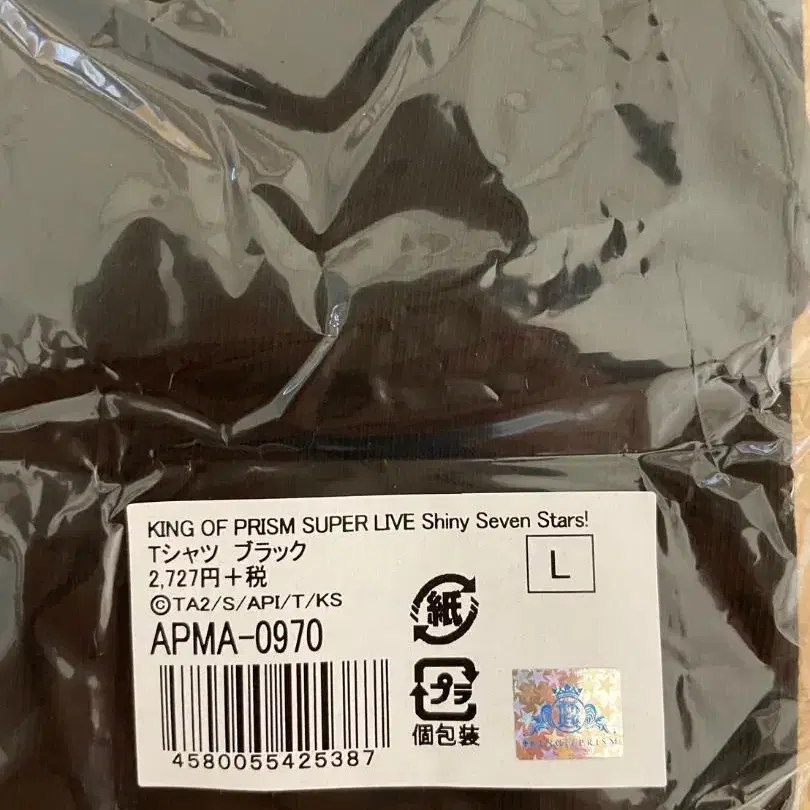 KING OF PRISM SUPER LIVE Shiny Seven Stars!
Tシャツ ブラック
2,727円+税
L
©TA2/S/API/T/KS
APMA-0970
紙
プラ
個包装
4580055425387
KING OF PRISM